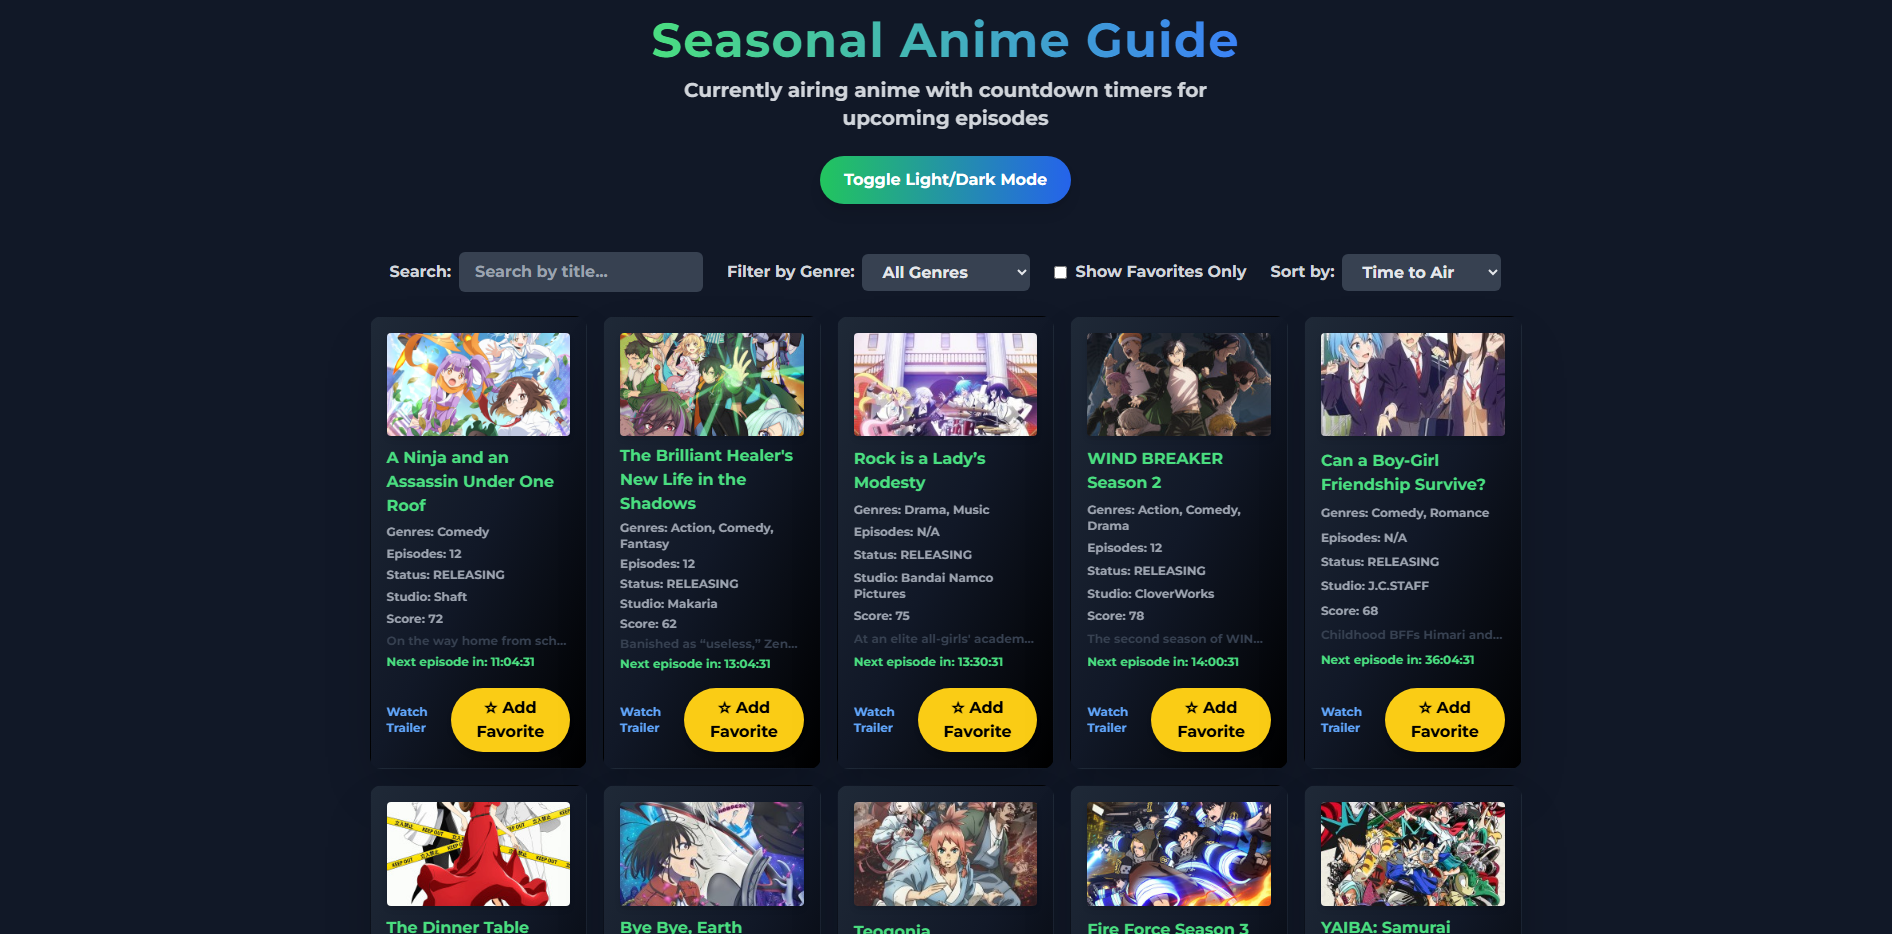 Seasonal Anime Guide
Currently airing anime with countdown timers for
upcoming episodes
Toggle Light/Dark Mode
Search:
Search by title...
Filter by Genre:
All Genres
Show Favorites Only
Sort by:
Time to Air
A Ninja and an
Assassin Under One
Roof
Genres: Comedy
Episodes: 12
Status: RELEASING
Studio: Shaft
Score: 72
On the way home from sch...
Next episode in: 11:04:31
Watch
Trailer
☆ Add
Favorite
The Brilliant Healer's
New Life in the
Shadows
Genres: Action, Comedy,
Fantasy
Episodes: 12
Status: RELEASING
Studio: Makaria
Score: 62
Banished as “useless,” Zen...
Next episode in: 13:04:31
Watch
Trailer
☆ Add
Favorite
Rock is a Lady’s
Modesty
Genres: Drama, Music
Episodes: N/A
Status: RELEASING
Studio: Bandai Namco
Pictures
Score: 75
At an elite all-girls' academ...
Next episode in: 13:30:31
Watch
Trailer
☆ Add
Favorite
WIND BREAKER
Season 2
Genres: Action, Comedy,
Drama
Episodes: 12
Status: RELEASING
Studio: CloverWorks
Score: 78
The second season of WIN...
Next episode in: 14:00:31
Watch
Trailer
☆ Add
Favorite
Can a Boy-Girl
Friendship Survive?
Genres: Comedy, Romance
Episodes: N/A
Status: RELEASING
Studio: J.C.STAFF
Score: 68
Childhood BFFs Himari and...
Next episode in: 36:04:31
Watch
Trailer
☆ Add
Favorite
KEEP OUT
KEEP OUT
KEEP OUT
KEEP OUT
The Dinner Table
Bye Bye, Earth
Teogonia
Fire Force Season 3
YAIBA: Samurai